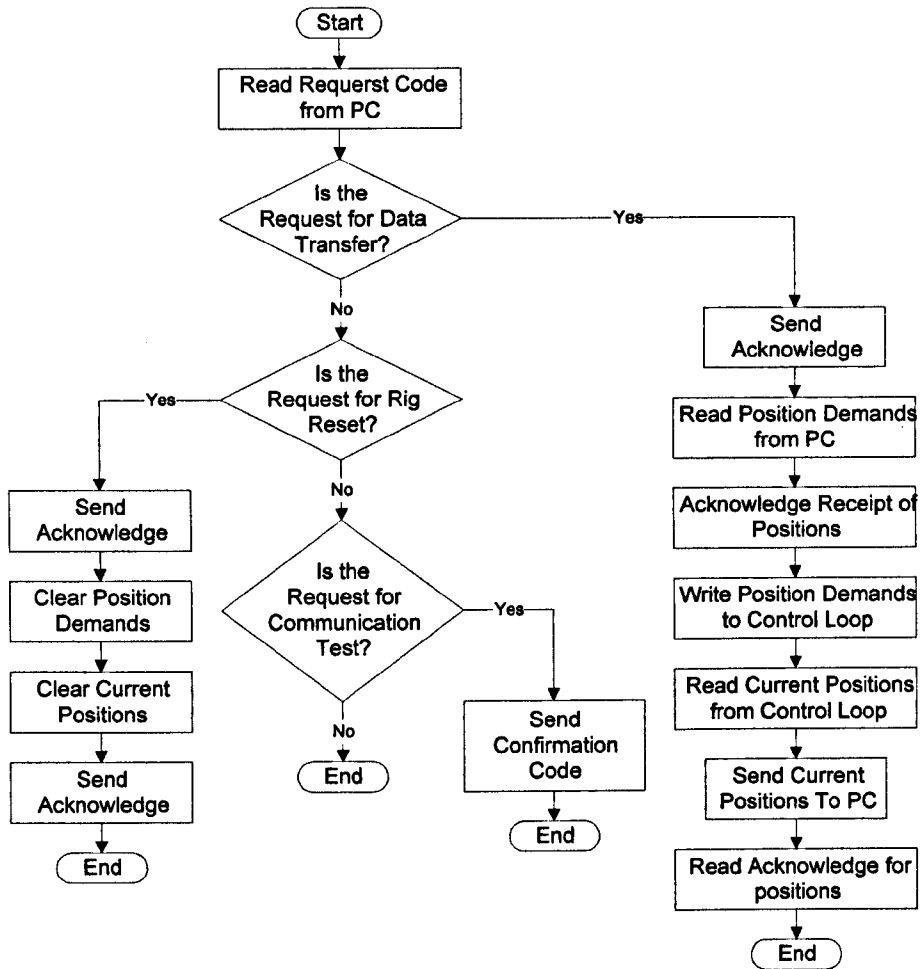 Start
Read Requerst Code
from PC
Is the
Request for Data
Transfer?
Yes
No
Send
Acknowledge
Is the
Request for Rig
Reset?
Yes
Read Position Demands
from PC
No
Send
Acknowledge
Acknowledge Receipt of
Positions
Is the
Request for
Communication
Test?
Yes
Clear Position
Demands
Write Position Demands
to Control Loop
Clear Current
Positions
Read Current Positions
from Control Loop
No
Send
Confirmation
Code
End
Send
Acknowledge
Send Current
Positions To PC
End
End
Read Acknowledge for
positions
End